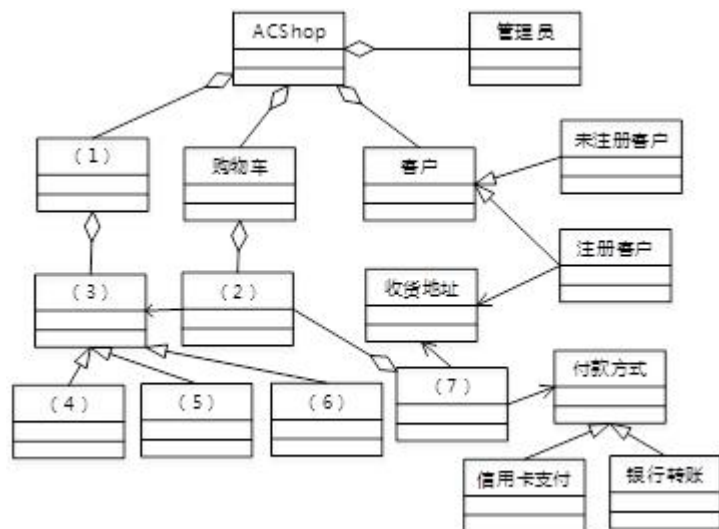 ACShop
管理员
（1）
购物车
客户
未注册客户
注册客户
（3）
（2）
收货地址
（4）
（5）
（6）
（7）
付款方式
信用卡支付
银行转账